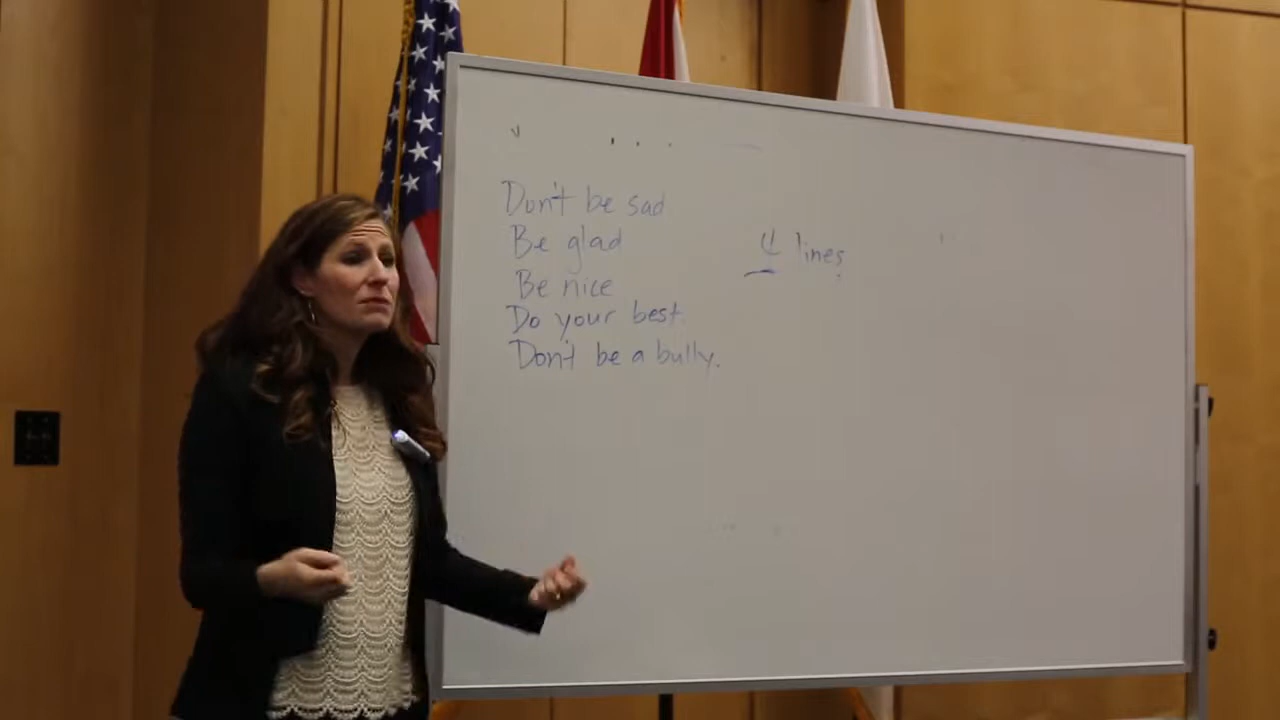 Don't be sad
Be glad
Be nice
Do your best.
Don't be a bully.
4 lines